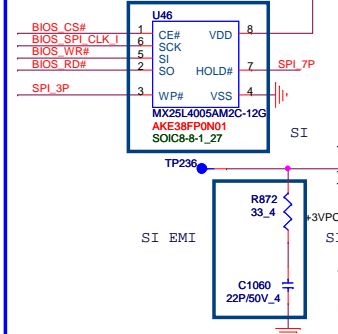 U46
BIOS_CS# 1 CE# VDD 8
BIOS_SPI_CLK_I 6 SCK
BIOS_WR# 5 SI
BIOS_RD# 2 SO HOLD# 7 SPI_7P
SPI_3P 3 WP# VSS 4
MX25L4005AM2C-12G
AKE38FP0N01
SOIC8-8-1_27
SI
TP236
R872
33_4
+3VPC
SI EMI
C1060
22P/50V_4